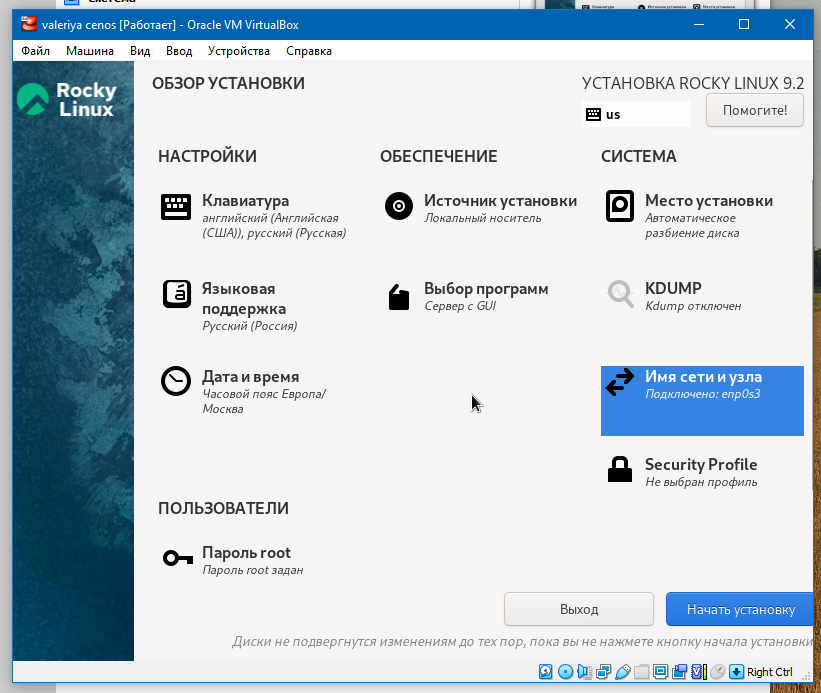 valeriya cenos [Работает] - Oracle VM VirtualBox
Файл Машина Вид Ввод Устройства Справка
Rocky
Linux
ОБЗОР УСТАНОВКИ
УСТАНОВКА ROCKY LINUX 9.2
us
Помогите!
НАСТРОЙКИ
Клавиатура
английский (Английская
(США)), русский (Русская)
Языковая
поддержка
Русский (Россия)
Дата и время
Часовой пояс Европа/
Москва
ОБЕСПЕЧЕНИЕ
Источник установки
Локальный носитель
Выбор программ
Сервер с GUI
СИСТЕМА
Место установки
Автоматическое
разбиение диска
KDUMP
Kdump отключен
Имя сети и узла
Подключено: enp0s3
Security Profile
Не выбран профиль
ПОЛЬЗОВАТЕЛИ
Пароль root
Пароль root задан
Выход
Начать установку
Диски не подвергнутся изменениям до тех пор, пока вы не нажмете кнопку начала установки
Right Ctrl